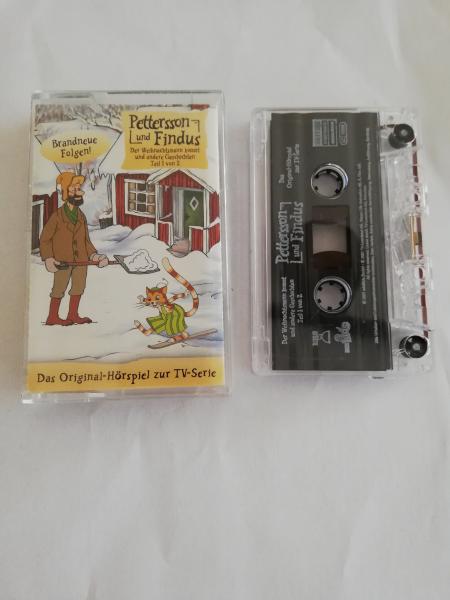 Brandneue
Folgen!
Pettersson
und Findus
Der Weihnachtsmann kommt
und andere Geschichten
Teil 1 von 2
Das Original-Hörspiel zur TV-Serie
Pettersson
und Findus
Das
Original-Hörspiel
zur TV-Serie
Der Weihnachtsmann kommt
und andere Geschichten
Teil 1 von 2